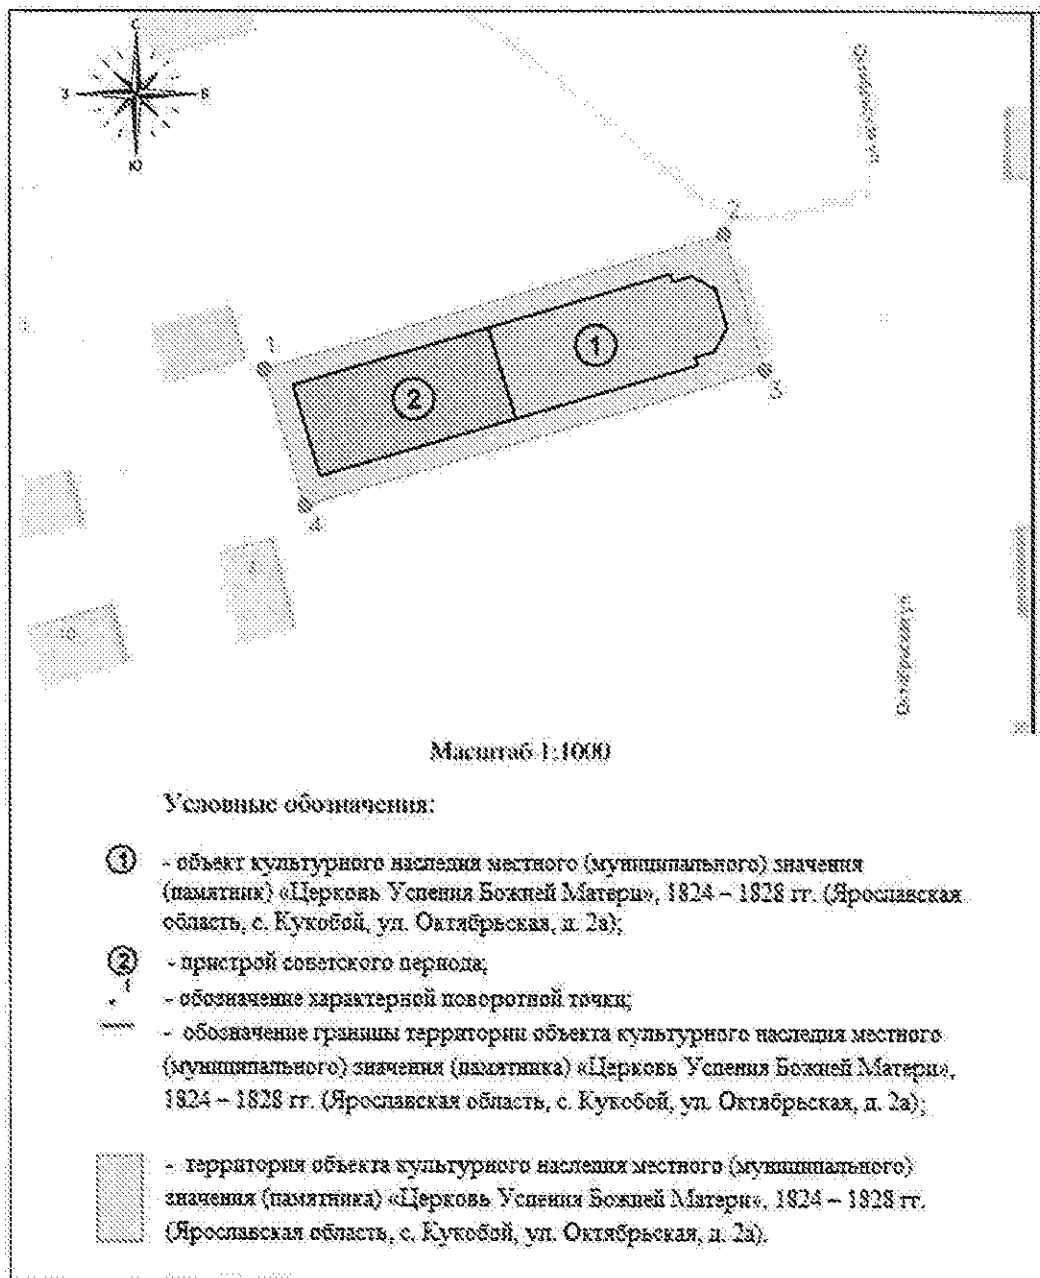 С
З
В
Ю
2
1
1
2
3
4
10
Октябрьская ул.
Масштаб 1:1000
Условные обозначения:
1 - объект культурного наследия местного (муниципального) значения
(памятник) «Церковь Успения Божией Матери», 1824 – 1828 гг. (Ярославская
область, с. Кукобой, ул. Октябрьская, д. 2а);
2 - пристрой советского периода;
1 - обозначение характерной поворотной точки;
- обозначение границы территории объекта культурного наследия местного
(муниципального) значения (памятника) «Церковь Успения Божией Матери»,
1824 – 1828 гг. (Ярославская область, с. Кукобой, ул. Октябрьская, д. 2а);
- территория объекта культурного наследия местного (муниципального)
значения (памятника) «Церковь Успения Божией Матери», 1824 – 1828 гг.
(Ярославская область, с. Кукобой, ул. Октябрьская, д. 2а).